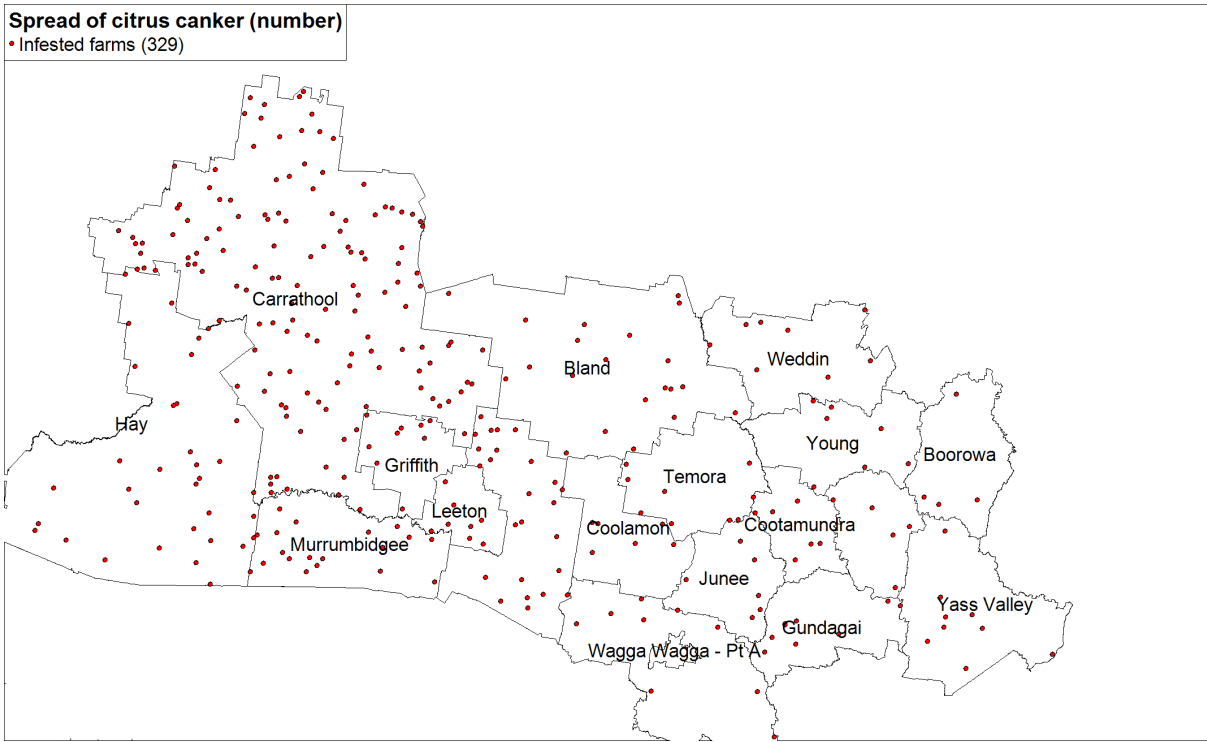 Spread of citrus canker (number)
Infested farms (329)
Carrathool
Bland
Weddin
Hay
Young
Boorowa
Griffith
Temora
Leeton
Coolamon
Cootamundra
Murrumbidgee
Junee
Yass Valley
Gundagai
Wagga Wagga - Pt A